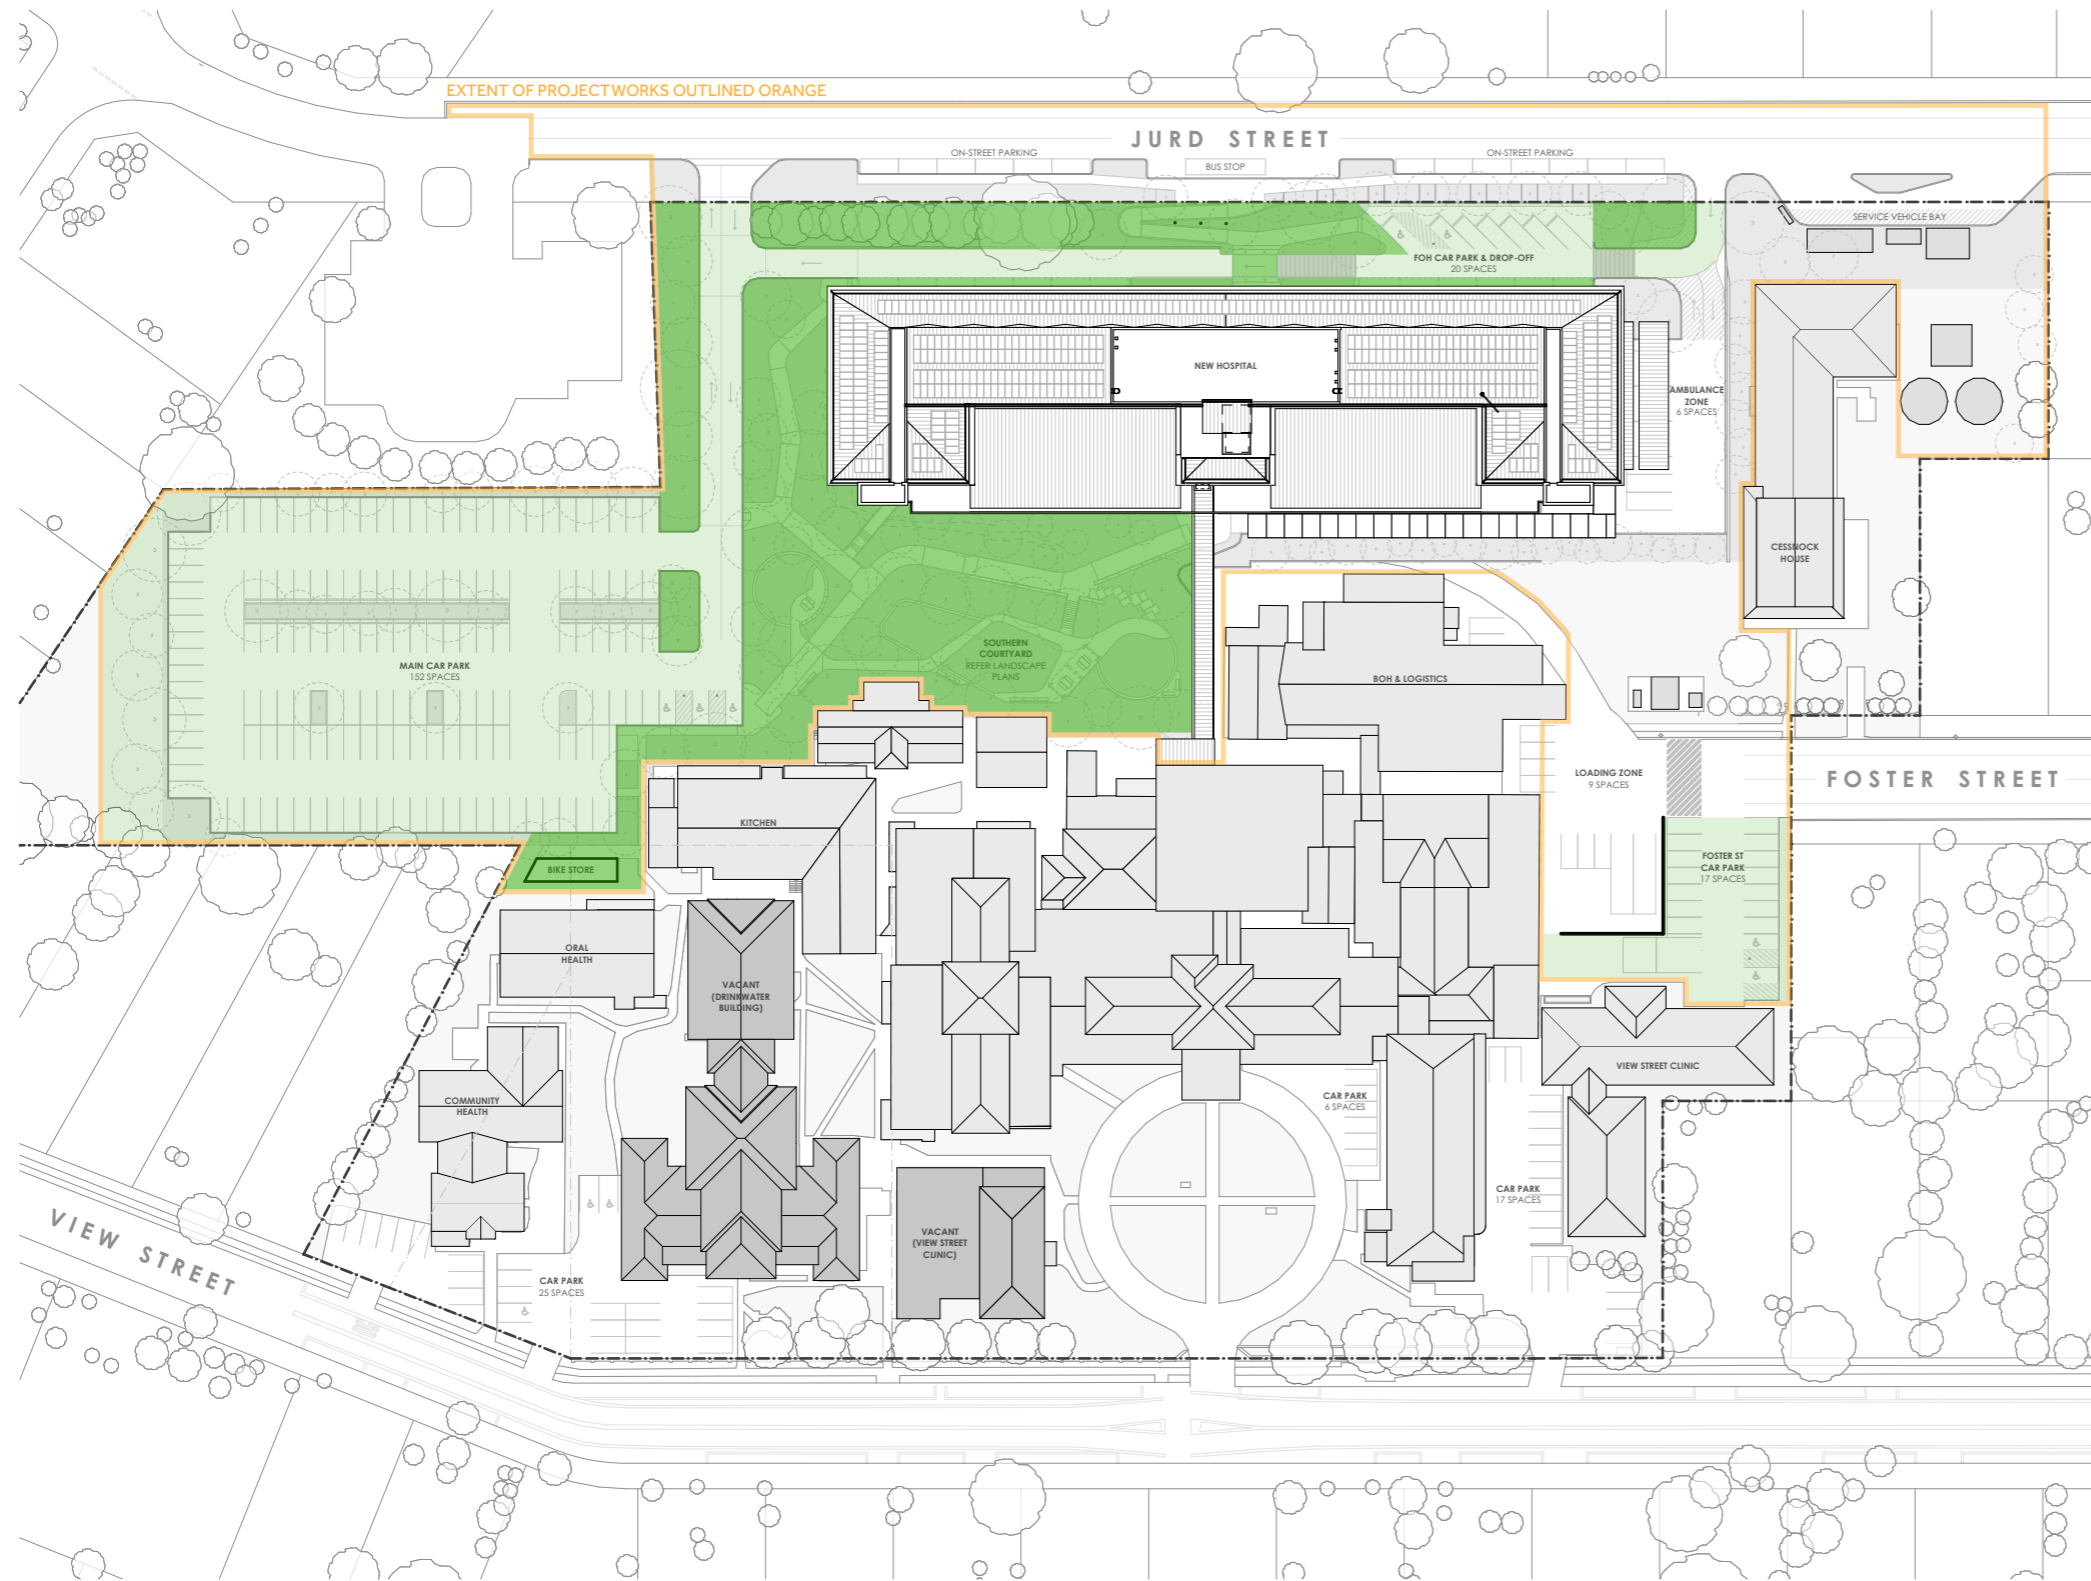 EXTENT OF PROJECT WORKS OUTLINED ORANGE
JURD STREET
ON-STREET PARKING
BUS STOP
ON-STREET PARKING
SERVICE VEHICLE BAY
FOH CAR PARK & DROP-OFF
20 SPACES
NEW HOSPITAL
AMBULANCE
ZONE
6 SPACES
CESSNOCK
HOUSE
SOUTHERN
COURTYARD
REFER LANDSCAPE
PLANS
MAIN CAR PARK
152 SPACES
BOH & LOGISTICS
LOADING ZONE
9 SPACES
FOSTER STREET
KITCHEN
BIKE STORE
FOSTER ST
CAR PARK
17 SPACES
ORAL
HEALTH
VACANT
(DRINKWATER
BUILDING)
VIEW STREET CLINIC
COMMUNITY
HEALTH
CAR PARK
6 SPACES
CAR PARK
17 SPACES
VACANT
(VIEW STREET
CLINIC)
VIEW STREET
CAR PARK
25 SPACES